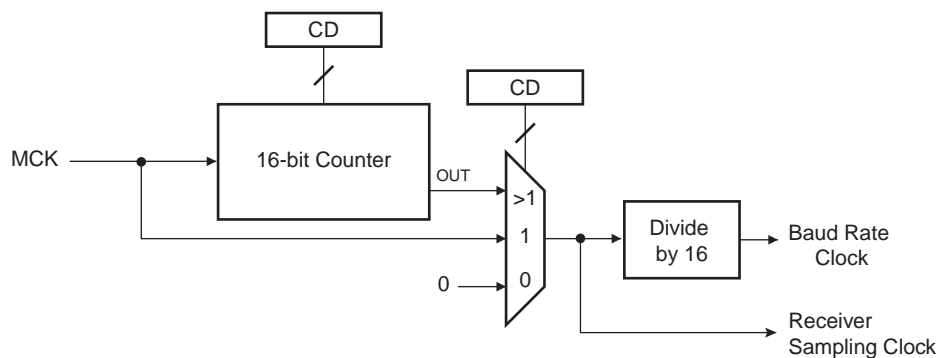 CD
CD
MCK
16-bit Counter
OUT
>1
1
0
0
Divide
by 16
Baud Rate
Clock
Receiver
Sampling Clock